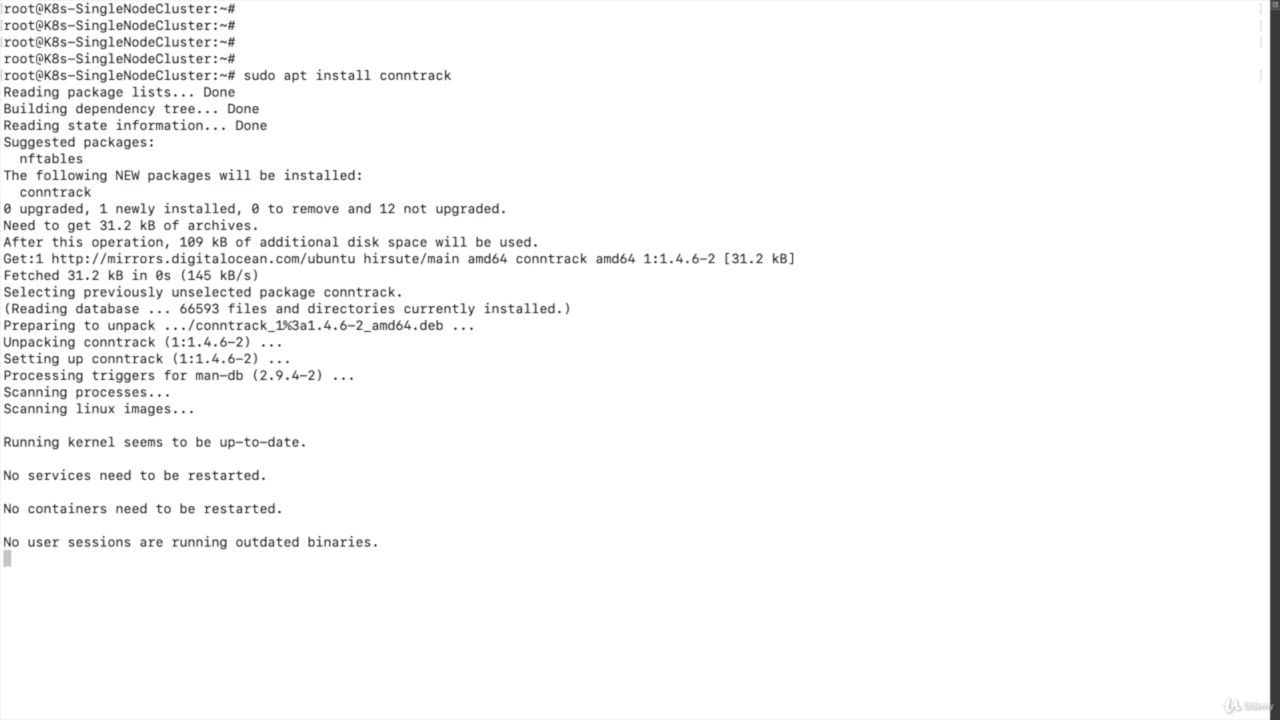 root@K8s-SingleNodeCluster:~#
root@K8s-SingleNodeCluster:~#
root@K8s-SingleNodeCluster:~#
root@K8s-SingleNodeCluster:~#
root@K8s-SingleNodeCluster:~# sudo apt install conntrack
Reading package lists... Done
Building dependency tree... Done
Reading state information... Done
Suggested packages:
  nftables
The following NEW packages will be installed:
  conntrack
0 upgraded, 1 newly installed, 0 to remove and 12 not upgraded.
Need to get 31.2 kB of archives.
After this operation, 109 kB of additional disk space will be used.
Get:1 http://mirrors.digitalocean.com/ubuntu hirsute/main amd64 conntrack amd64 1:1.4.6-2 [31.2 kB]
Fetched 31.2 kB in 0s (145 kB/s)
Selecting previously unselected package conntrack.
(Reading database ... 66593 files and directories currently installed.)
Preparing to unpack .../conntrack_1%3a1.4.6-2_amd64.deb ...
Unpacking conntrack (1:1.4.6-2) ...
Setting up conntrack (1:1.4.6-2) ...
Processing triggers for man-db (2.9.4-2) ...
Scanning processes...
Scanning linux images...
Running kernel seems to be up-to-date.
No services need to be restarted.
No containers need to be restarted.
No user sessions are running outdated binaries.
Udemy